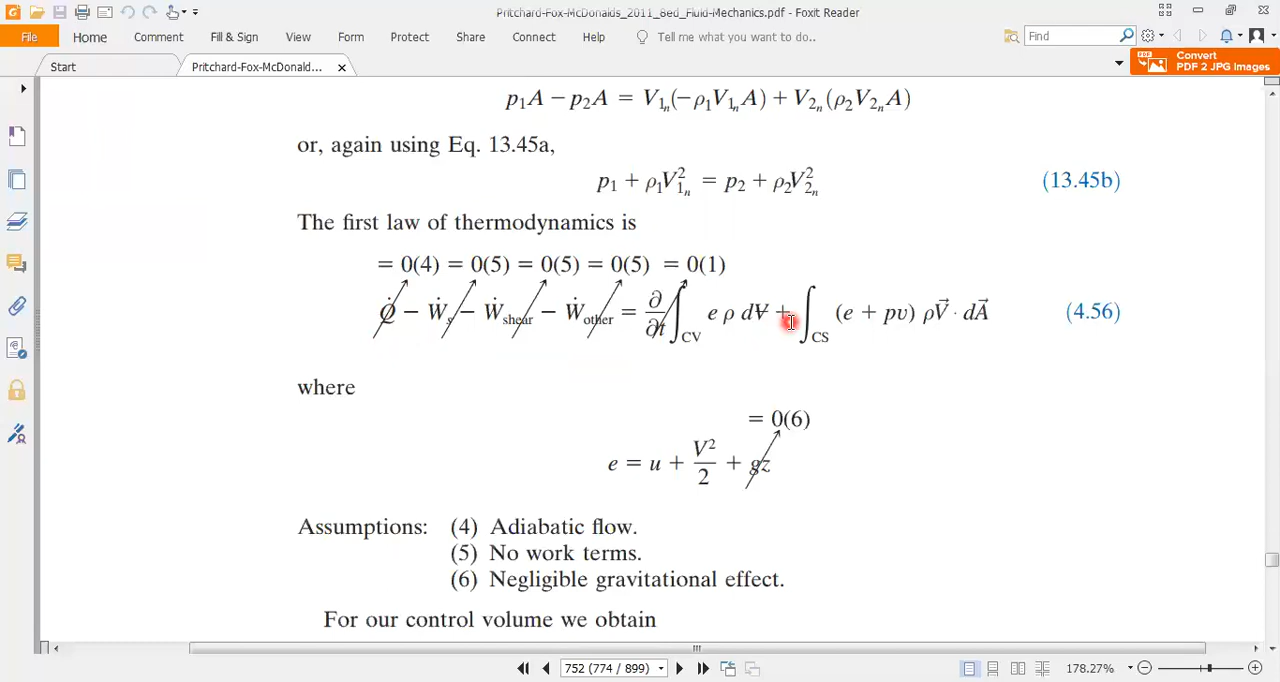 Pritchard-Fox-McDonalds_2011_8ed_Fluid-Mechanics.pdf - Foxit Reader
File Home Comment Fill & Sign View Form Protect Share Connect Help Tell me what you want to do.. Find
Start Pritchard-Fox-McDonald... Convert
PDF 2 JPG Images
p₁A − p₂A = V₁ₙ(−ρ₁V₁ₙA) + V₂ₙ(ρ₂V₂ₙA)
or, again using Eq. 13.45a,
p₁ + ρ₁V₁ₙ² = p₂ + ρ₂V₂ₙ² (13.45b)
The first law of thermodynamics is
= 0(4) = 0(5) = 0(5) = 0(5) = 0(1)
Q̇ − Ẇₛ − Ẇshear − Ẇother = ∂/∂t ∫CV e ρ dV̶ + ∫CS (e + pv) ρV⃗ · dA⃗ (4.56)
where
= 0(6)
e = u + V²/2 + gz
Assumptions: (4) Adiabatic flow.
(5) No work terms.
(6) Negligible gravitational effect.
For our control volume we obtain
752 (774 / 899) 178.27%